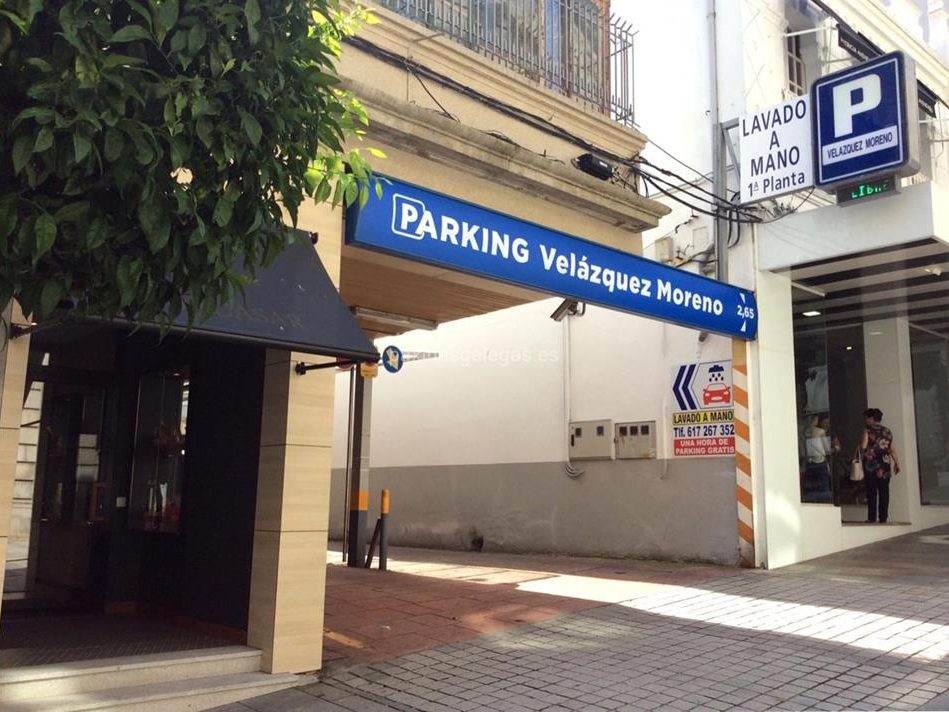 PARKING Velázquez Moreno
2,65
LAVADO
A
MANO
1ª Planta
P
VELAZQUEZ MORENO
LIBRE
LAVADO A MANO
Tlf. 617 267 352
UNA HORA DE
PARKING GRATIS